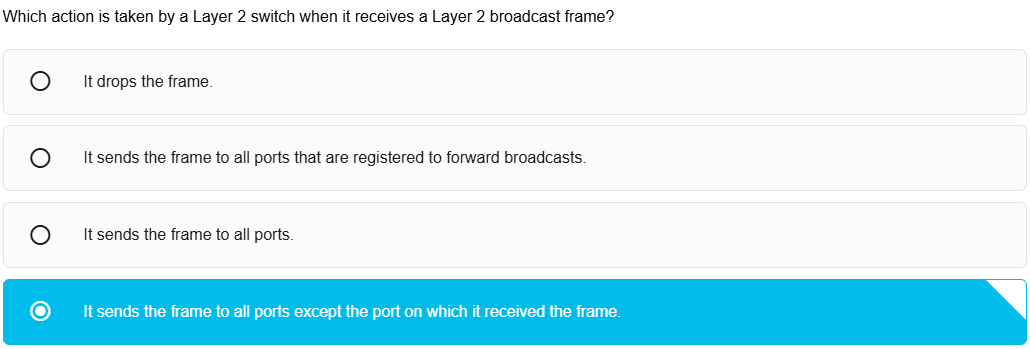 Which action is taken by a Layer 2 switch when it receives a Layer 2 broadcast frame?
It drops the frame.
It sends the frame to all ports that are registered to forward broadcasts.
It sends the frame to all ports.
It sends the frame to all ports except the port on which it received the frame.